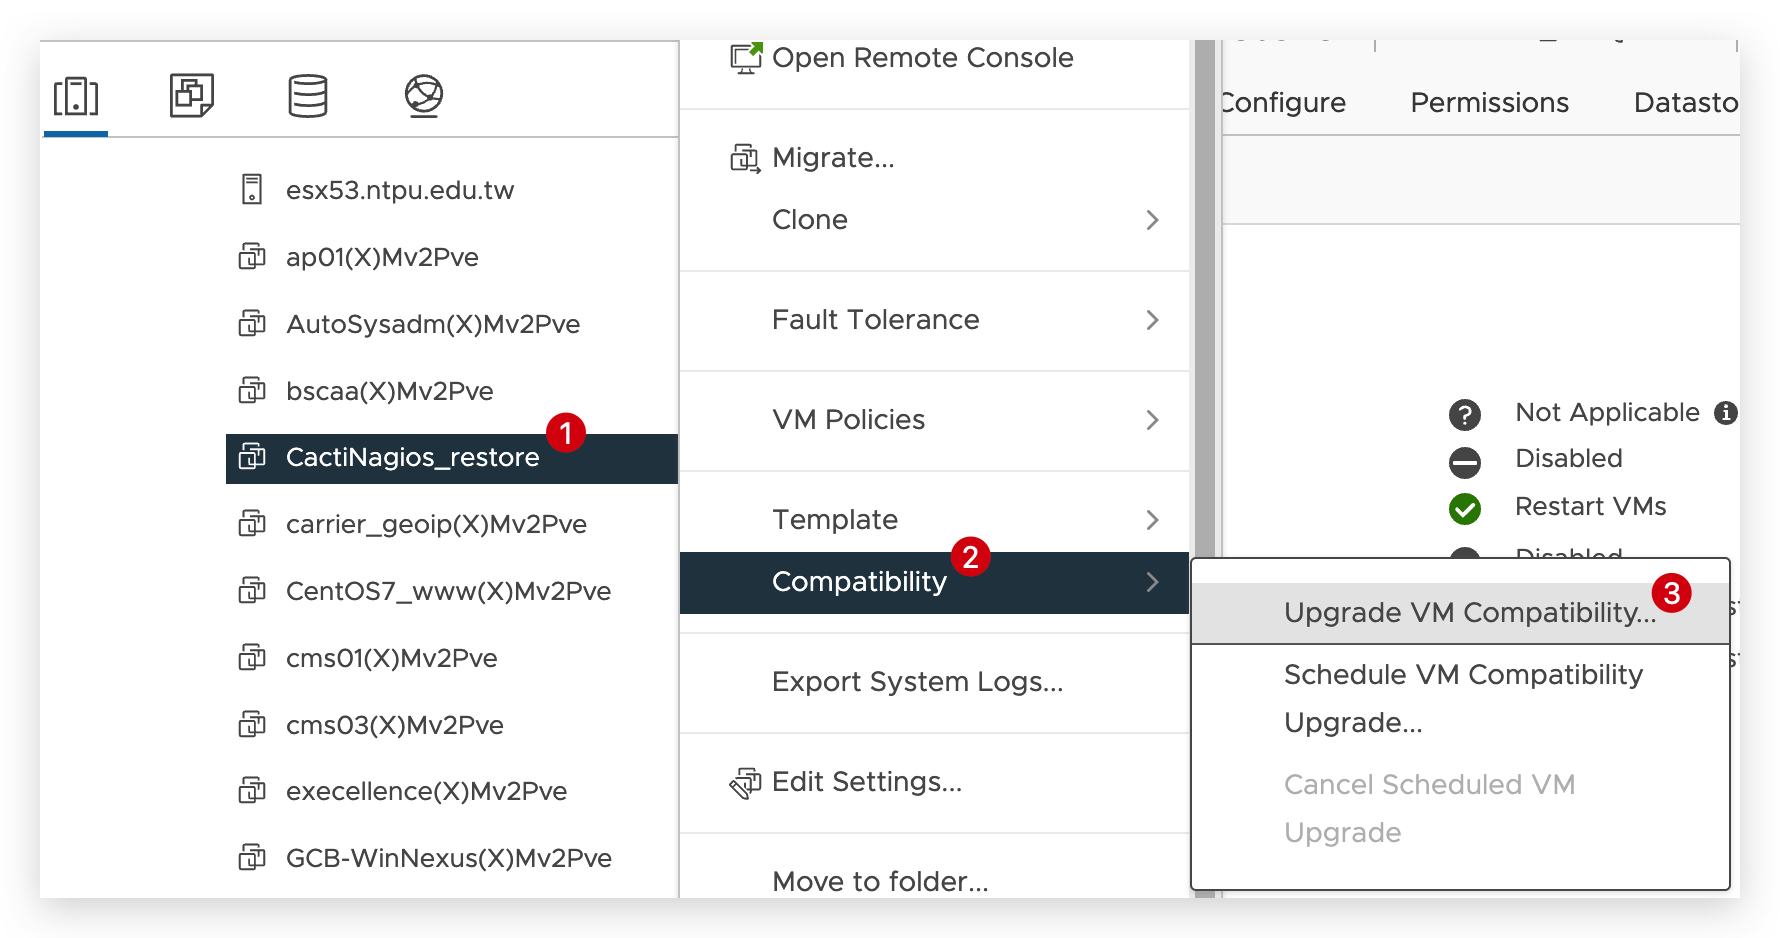 esx53.ntpu.edu.tw
ap01(X)Mv2Pve
AutoSysadm(X)Mv2Pve
bscaa(X)Mv2Pve
1
CactiNagios_restore
carrier_geoip(X)Mv2Pve
CentOS7_www(X)Mv2Pve
cms01(X)Mv2Pve
cms03(X)Mv2Pve
execellence(X)Mv2Pve
GCB-WinNexus(X)Mv2Pve
Open Remote Console
Migrate...
Clone
Fault Tolerance
VM Policies
Template
2
Compatibility
Export System Logs...
Edit Settings...
Move to folder...
Configure
Permissions
Datasto
Not Applicable
Disabled
Restart VMs
Disabled
3
Upgrade VM Compatibility...
Schedule VM Compatibility
Upgrade...
Cancel Scheduled VM
Upgrade